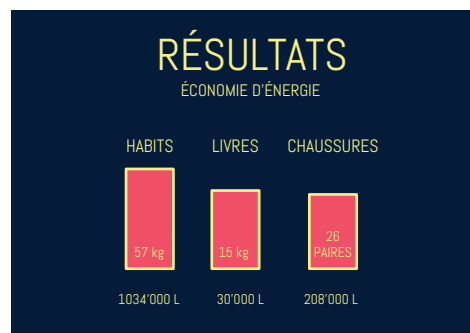 RÉSULTATS
ÉCONOMIE D'ÉNERGIE
HABITS LIVRES CHAUSSURES
57 kg 15 kg 26 PAIRES
1034'000 L 30'000 L 208'000 L